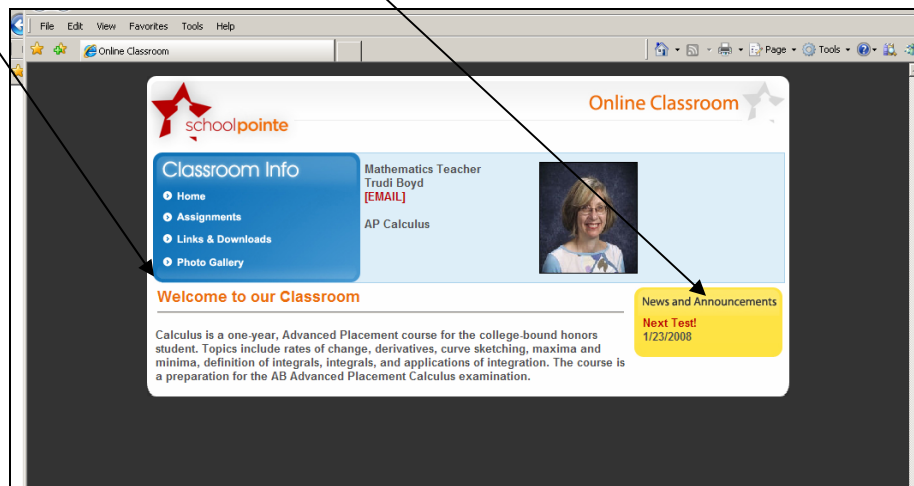 File Edit View Favorites Tools Help
Online Classroom
Page Tools
Online Classroom
schoolpointe
Classroom Info
Home
Assignments
Links & Downloads
Photo Gallery
Mathematics Teacher
Trudi Boyd
[EMAIL]
AP Calculus
Welcome to our Classroom
Calculus is a one-year, Advanced Placement course for the college-bound honors
student. Topics include rates of change, derivatives, curve sketching, maxima and
minima, definition of integrals, integrals, and applications of integration. The course is
a preparation for the AB Advanced Placement Calculus examination.
News and Announcements
Next Test!
1/23/2008